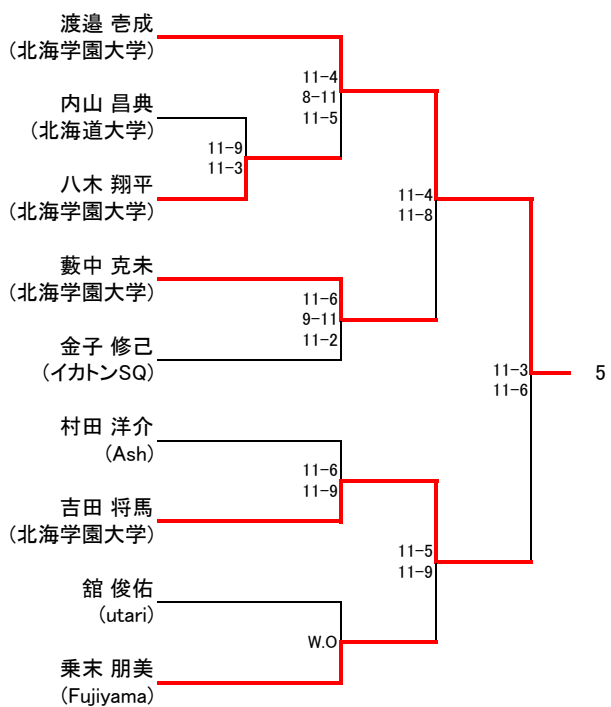 渡邉 壱成
(北海学園大学)
11-4
8-11
11-5
内山 昌典
(北海道大学)
11-9
11-3
八木 翔平
(北海学園大学)
11-4
11-8
藪中 克未
(北海学園大学)
11-6
9-11
11-2
金子 修己
(イカトンSQ)
11-3
11-6
5
村田 洋介
(Ash)
11-6
11-9
吉田 将馬
(北海学園大学)
11-5
11-9
舘 俊佑
(utari)
W.O
乗末 朋美
(Fujiyama)